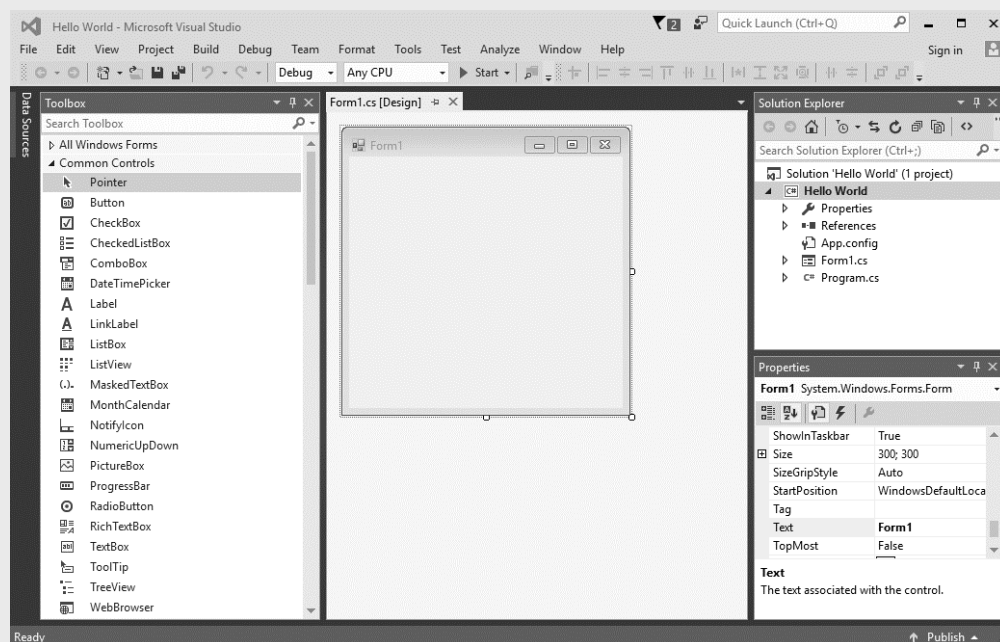 Hello World - Microsoft Visual Studio
2
Quick Launch (Ctrl+Q)
File Edit View Project Build Debug Team Format Tools Test Analyze Window Help
Sign in
Debug Any CPU Start
Data Sources
Toolbox
Search Toolbox
All Windows Forms
Common Controls
Pointer
Button
CheckBox
CheckedListBox
ComboBox
DateTimePicker
Label
LinkLabel
ListBox
ListView
MaskedTextBox
MonthCalendar
NotifyIcon
NumericUpDown
PictureBox
ProgressBar
RadioButton
RichTextBox
TextBox
ToolTip
TreeView
WebBrowser
Form1.cs [Design]
Form1
Solution Explorer
Search Solution Explorer (Ctrl+;)
Solution 'Hello World' (1 project)
C# Hello World
Properties
References
App.config
Form1.cs
C# Program.cs
Properties
Form1 System.Windows.Forms.Form
ShowInTaskbar True
Size 300; 300
SizeGripStyle Auto
StartPosition WindowsDefaultLoca
Tag
Text Form1
TopMost False
Text
The text associated with the control.
Ready
Publish